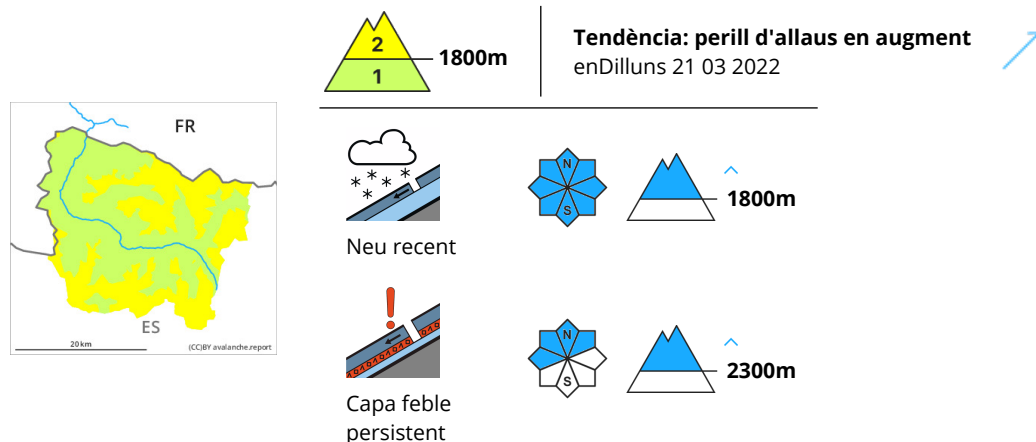 2
1
1800m
Tendència: perill d'allaus en augment
enDilluns 21 03 2022
FR
ES
20 km
(CC)BY avalanche.report
N
S
1800m
Neu recent
N
S
2300m
Capa feble
persistent